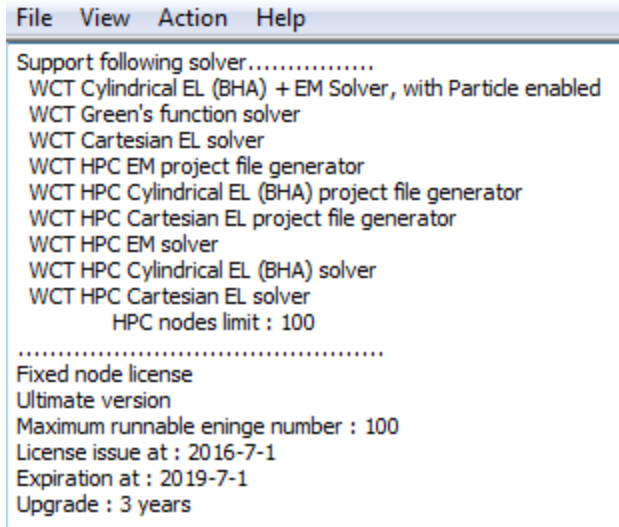 File View Action Help
Support following solver................
WCT Cylindrical EL (BHA) + EM Solver, with Particle enabled
WCT Green's function solver
WCT Cartesian EL solver
WCT HPC EM project file generator
WCT HPC Cylindrical EL (BHA) project file generator
WCT HPC Cartesian EL project file generator
WCT HPC EM solver
WCT HPC Cylindrical EL (BHA) solver
WCT HPC Cartesian EL solver
HPC nodes limit : 100
..............................................
Fixed node license
Ultimate version
Maximum runnable eninge number : 100
License issue at : 2016-7-1
Expiration at : 2019-7-1
Upgrade : 3 years